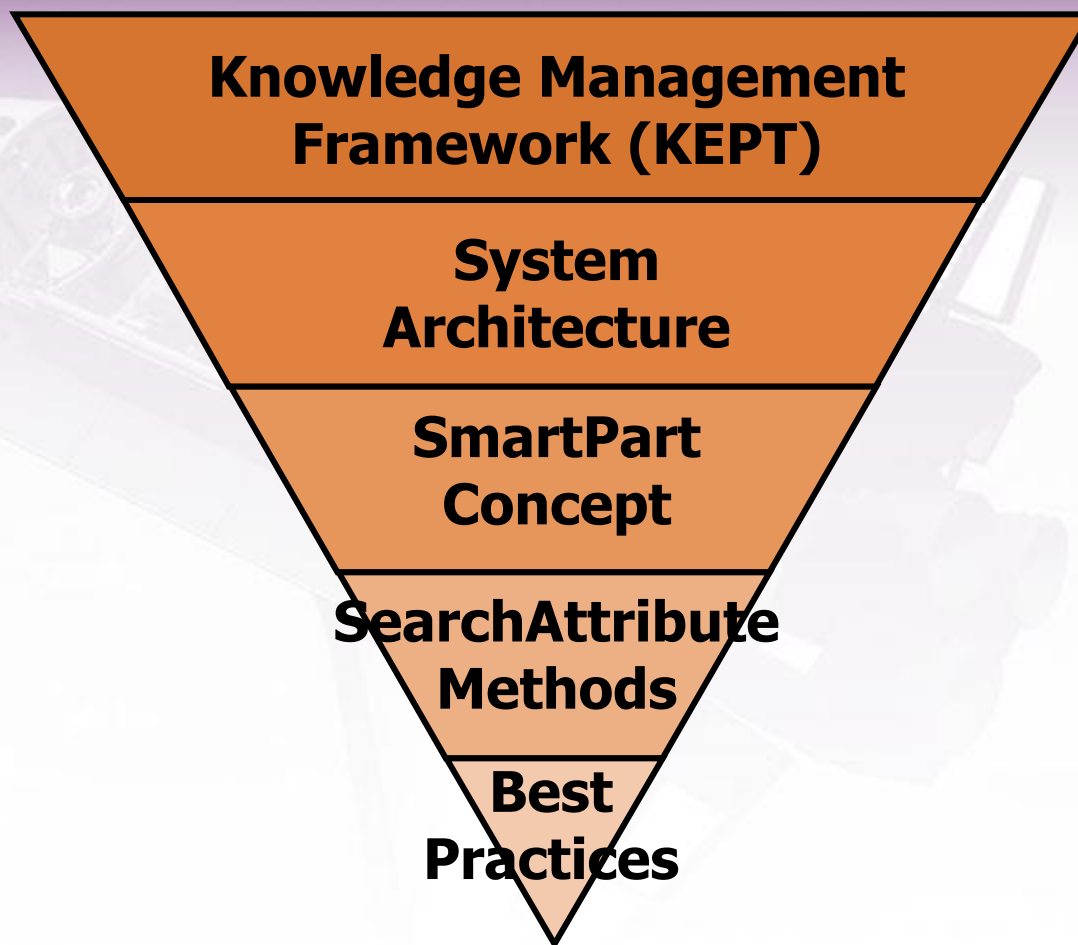 Knowledge Management
Framework (KEPT)
System
Architecture
SmartPart
Concept
SearchAttribute
Methods
Best
Practices